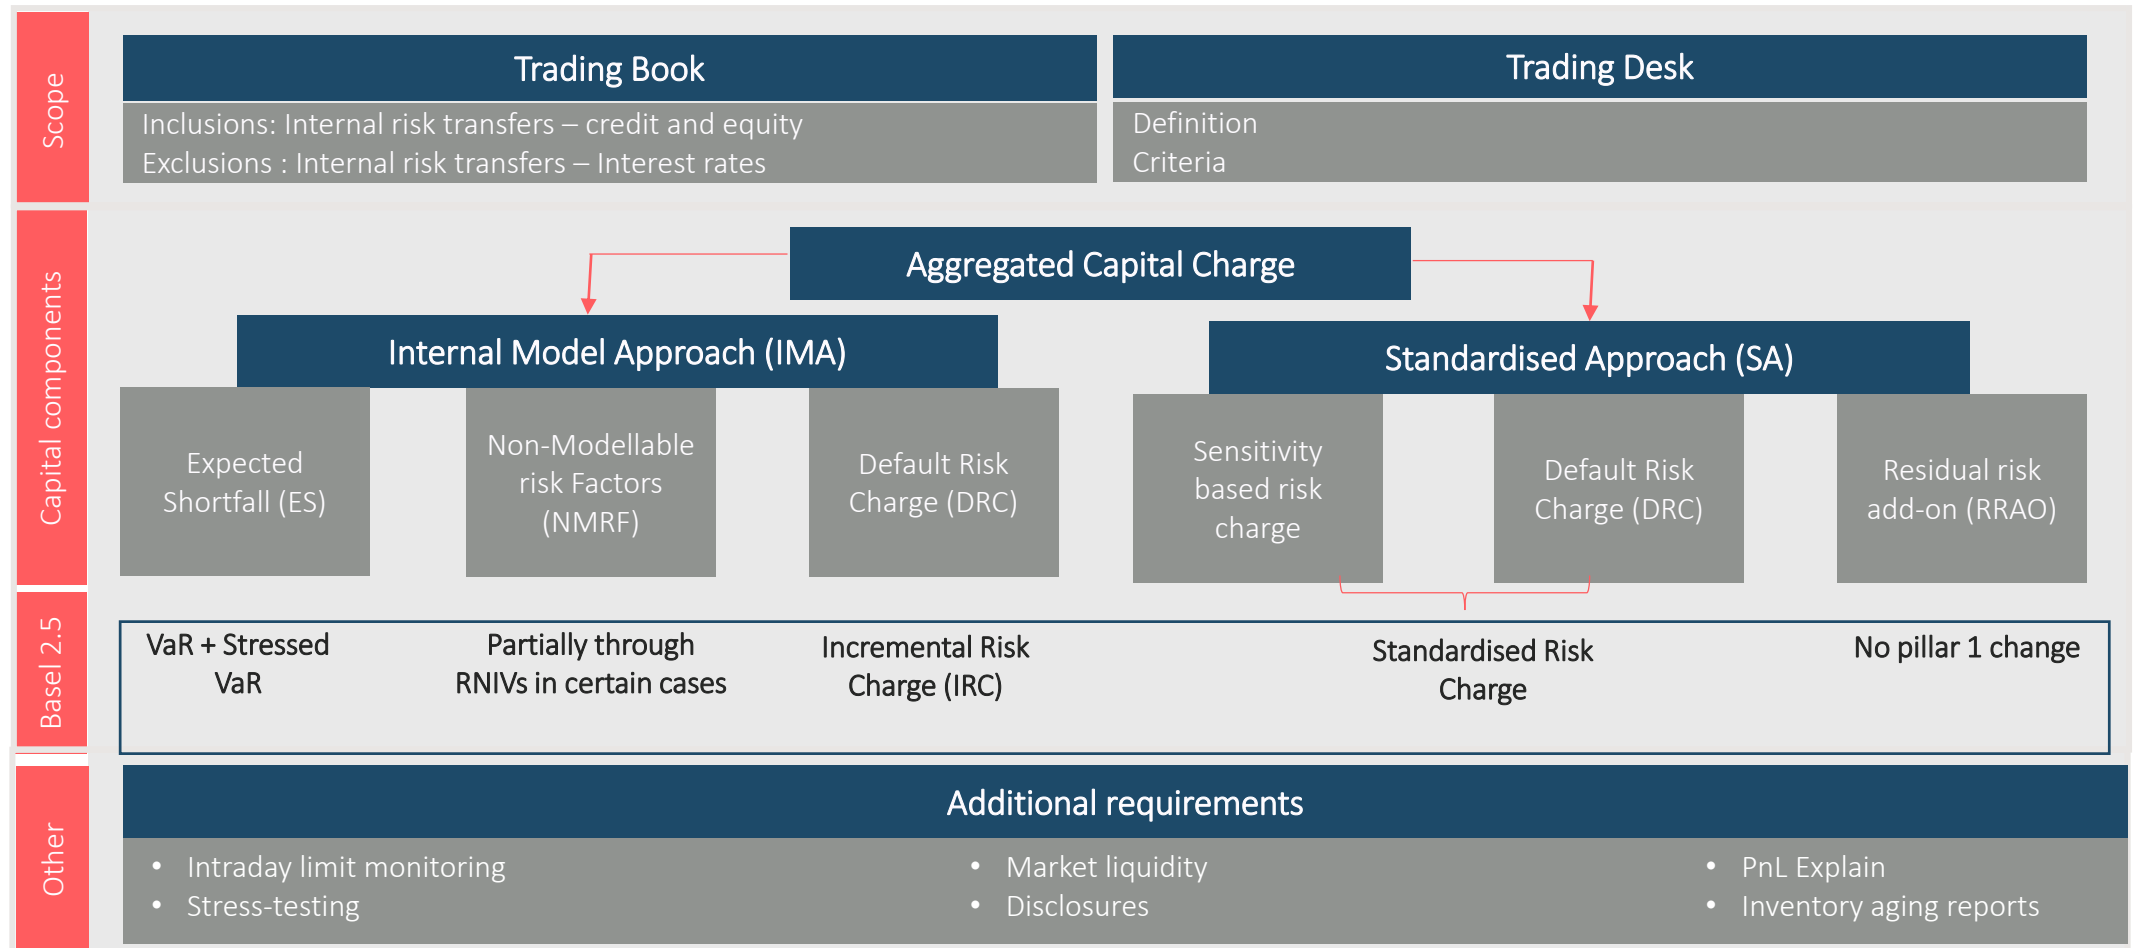 Scope
Trading Book
Inclusions: Internal risk transfers – credit and equity
Exclusions : Internal risk transfers – Interest rates
Trading Desk
Definition
Criteria
Capital components
Aggregated Capital Charge
Internal Model Approach (IMA)
Expected
Shortfall (ES)
Non-Modellable
risk Factors
(NMRF)
Default Risk
Charge (DRC)
Standardised Approach (SA)
Sensitivity
based risk
charge
Default Risk
Charge (DRC)
Residual risk
add-on (RRAO)
Basel 2.5
VaR + Stressed
VaR
Partially through
RNIVs in certain cases
Incremental Risk
Charge (IRC)
Standardised Risk
Charge
No pillar 1 change
Other
Additional requirements
• Intraday limit monitoring
• Stress-testing
• Market liquidity
• Disclosures
• PnL Explain
• Inventory aging reports